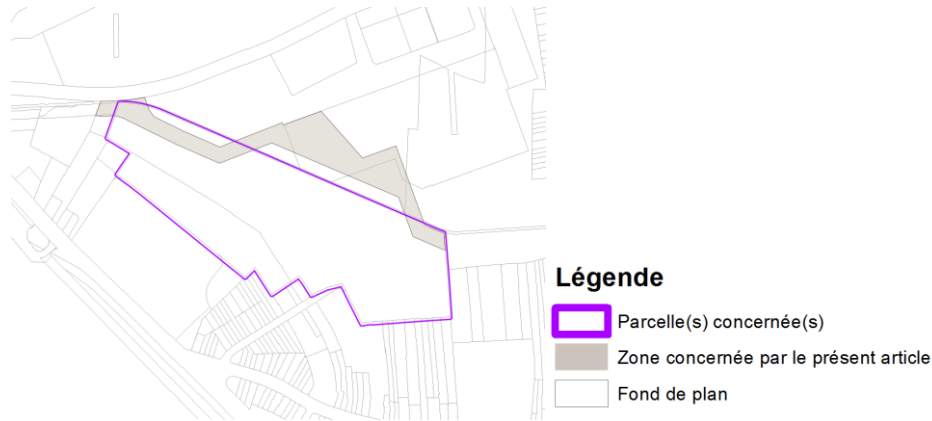 Légende
Parcelle(s) concernée(s)
Zone concernée par le présent article
Fond de plan